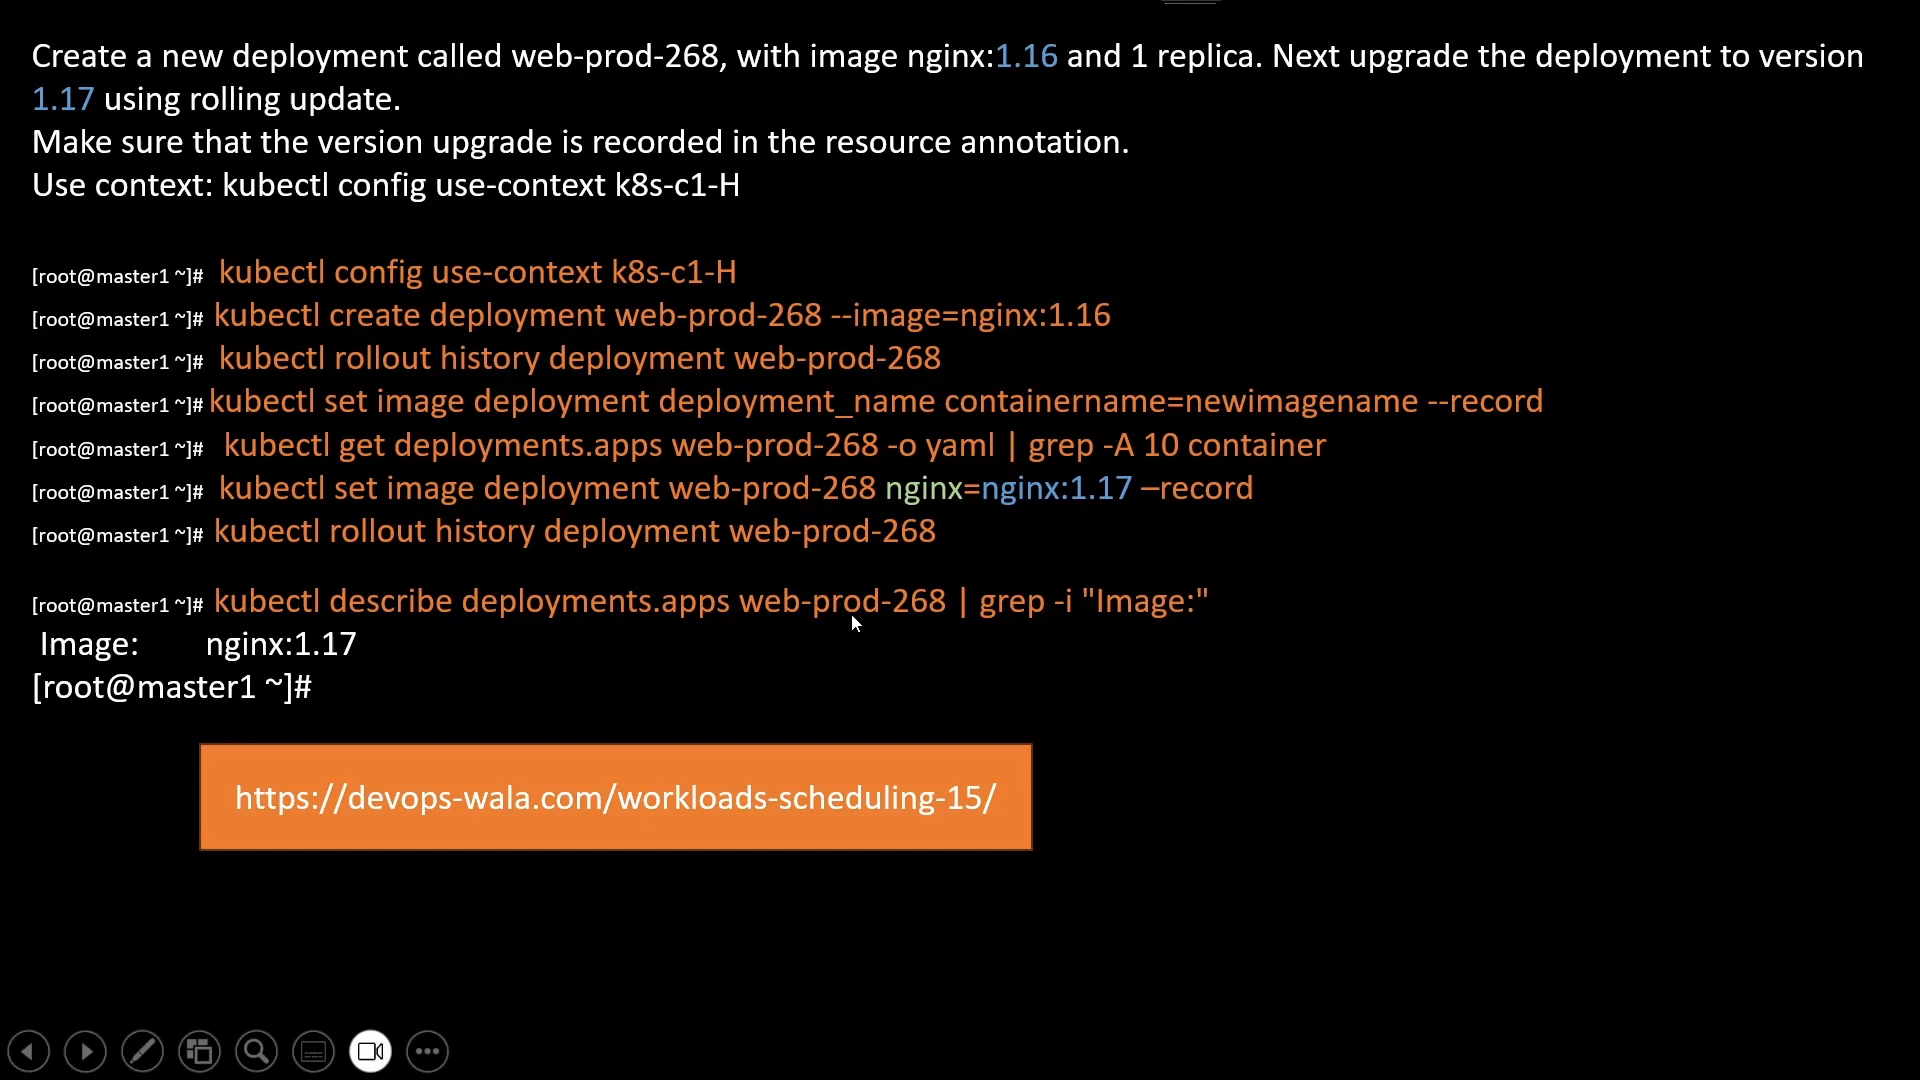 Create a new deployment called web-prod-268, with image nginx:1.16 and 1 replica. Next upgrade the deployment to version
1.17 using rolling update.
Make sure that the version upgrade is recorded in the resource annotation.
Use context: kubectl config use-context k8s-c1-H
[root@master1 ~]# kubectl config use-context k8s-c1-H
[root@master1 ~]# kubectl create deployment web-prod-268 --image=nginx:1.16
[root@master1 ~]# kubectl rollout history deployment web-prod-268
[root@master1 ~]# kubectl set image deployment deployment_name containername=newimagename --record
[root@master1 ~]# kubectl get deployments.apps web-prod-268 -o yaml | grep -A 10 container
[root@master1 ~]# kubectl set image deployment web-prod-268 nginx=nginx:1.17 –record
[root@master1 ~]# kubectl rollout history deployment web-prod-268
[root@master1 ~]# kubectl describe deployments.apps web-prod-268 | grep -i "Image:"
Image: nginx:1.17
[root@master1 ~]#
https://devops-wala.com/workloads-scheduling-15/